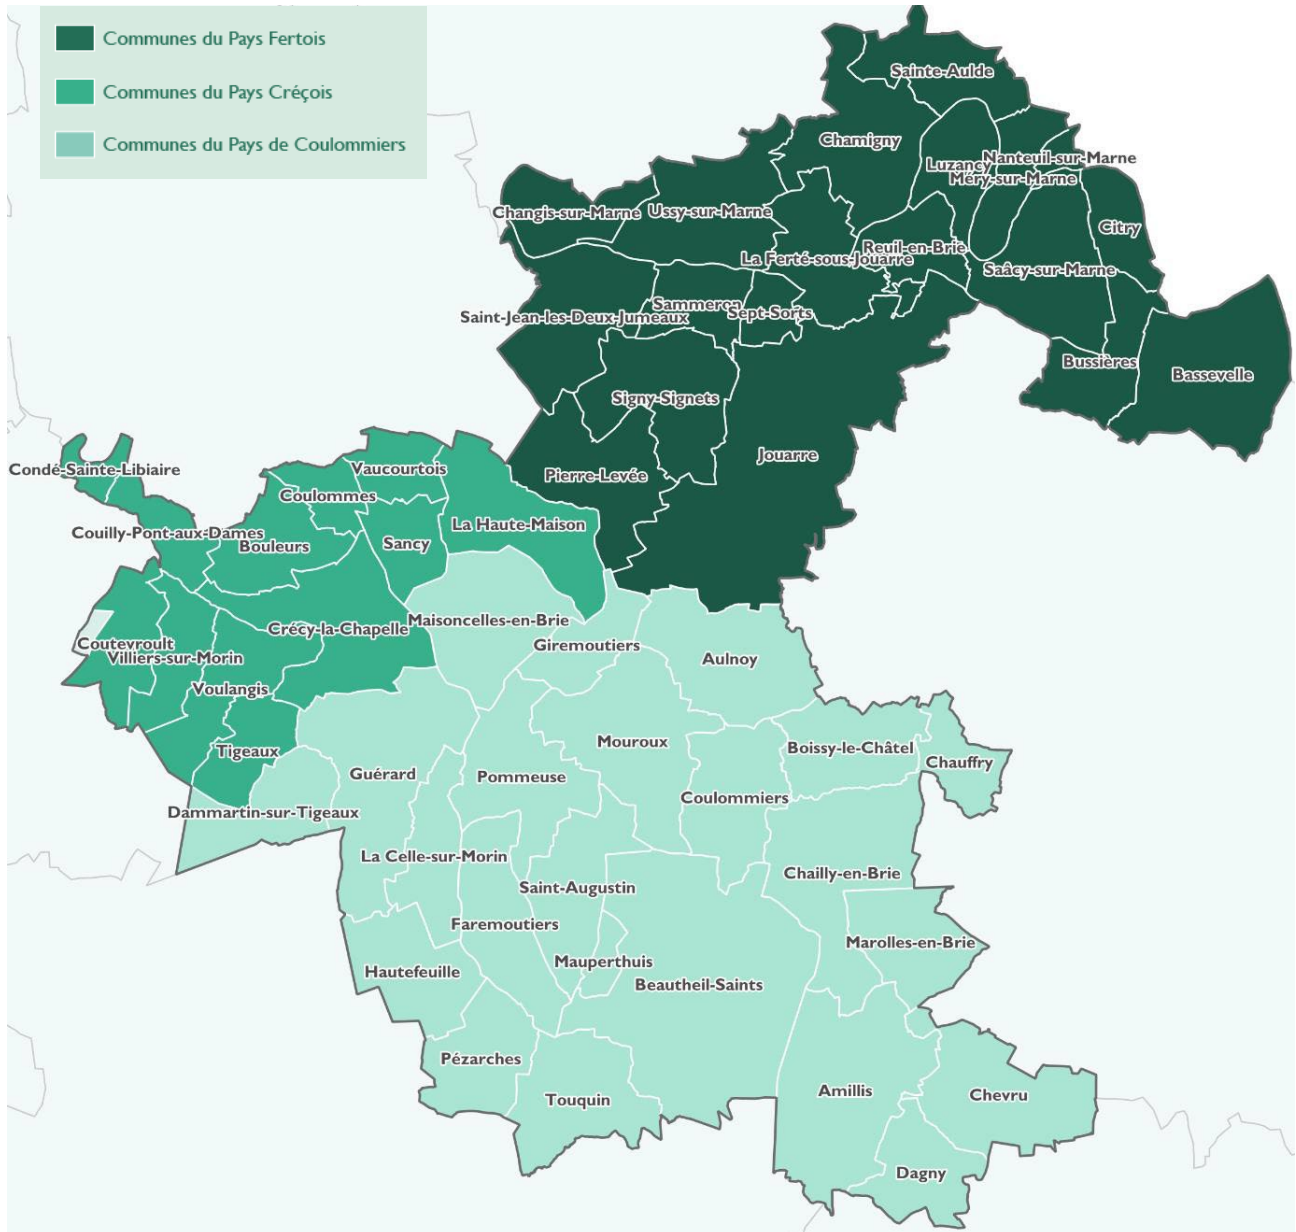 Communes du Pays Fertois
Communes du Pays Créçois
Communes du Pays de Coulommiers
Sainte-Aulde
Chamigny
Luzancy
Nanteuil-sur-Marne
Méry-sur-Marne
Changis-sur-Marne
Ussy-sur-Marne
Citry
Reuil-en-Brie
La Ferté-sous-Jouarre
Saâcy-sur-Marne
Sammeron
Sept-Sorts
Saint-Jean-les-Deux-Jumeaux
Bussières
Bassevelle
Signy-Signets
Jouarre
Pierre-Levée
Condé-Sainte-Libiaire
Vaucourtois
Coulommes
La Haute-Maison
Couilly-Pont-aux-Dames
Bouleurs
Sancy
Maisoncelles-en-Brie
Crécy-la-Chapelle
Coutevroult
Villiers-sur-Morin
Giremoutiers
Aulnoy
Voulangis
Tigeaux
Mouroux
Boissy-le-Châtel
Chauffry
Guérard
Pommeuse
Coulommiers
Dammartin-sur-Tigeaux
La Celle-sur-Morin
Chailly-en-Brie
Saint-Augustin
Faremoutiers
Marolles-en-Brie
Mauperthuis
Hautefeuille
Beautheil-Saints
Pézarches
Touquin
Amillis
Chevru
Dagny